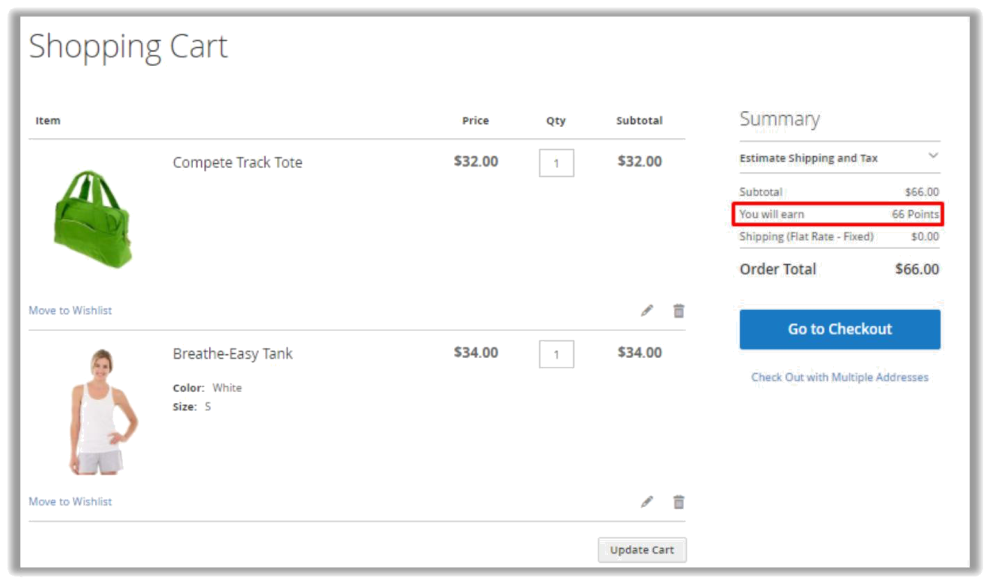 Shopping Cart
Item Price Qty Subtotal
Compete Track Tote $32.00 1 $32.00
Move to Wishlist
Breathe-Easy Tank $34.00 1 $34.00
Color: White
Size: S
Move to Wishlist
Update Cart
Summary
Estimate Shipping and Tax
Subtotal $66.00
You will earn 66 Points
Shipping (Flat Rate - Fixed) $0.00
Order Total $66.00
Go to Checkout
Check Out with Multiple Addresses